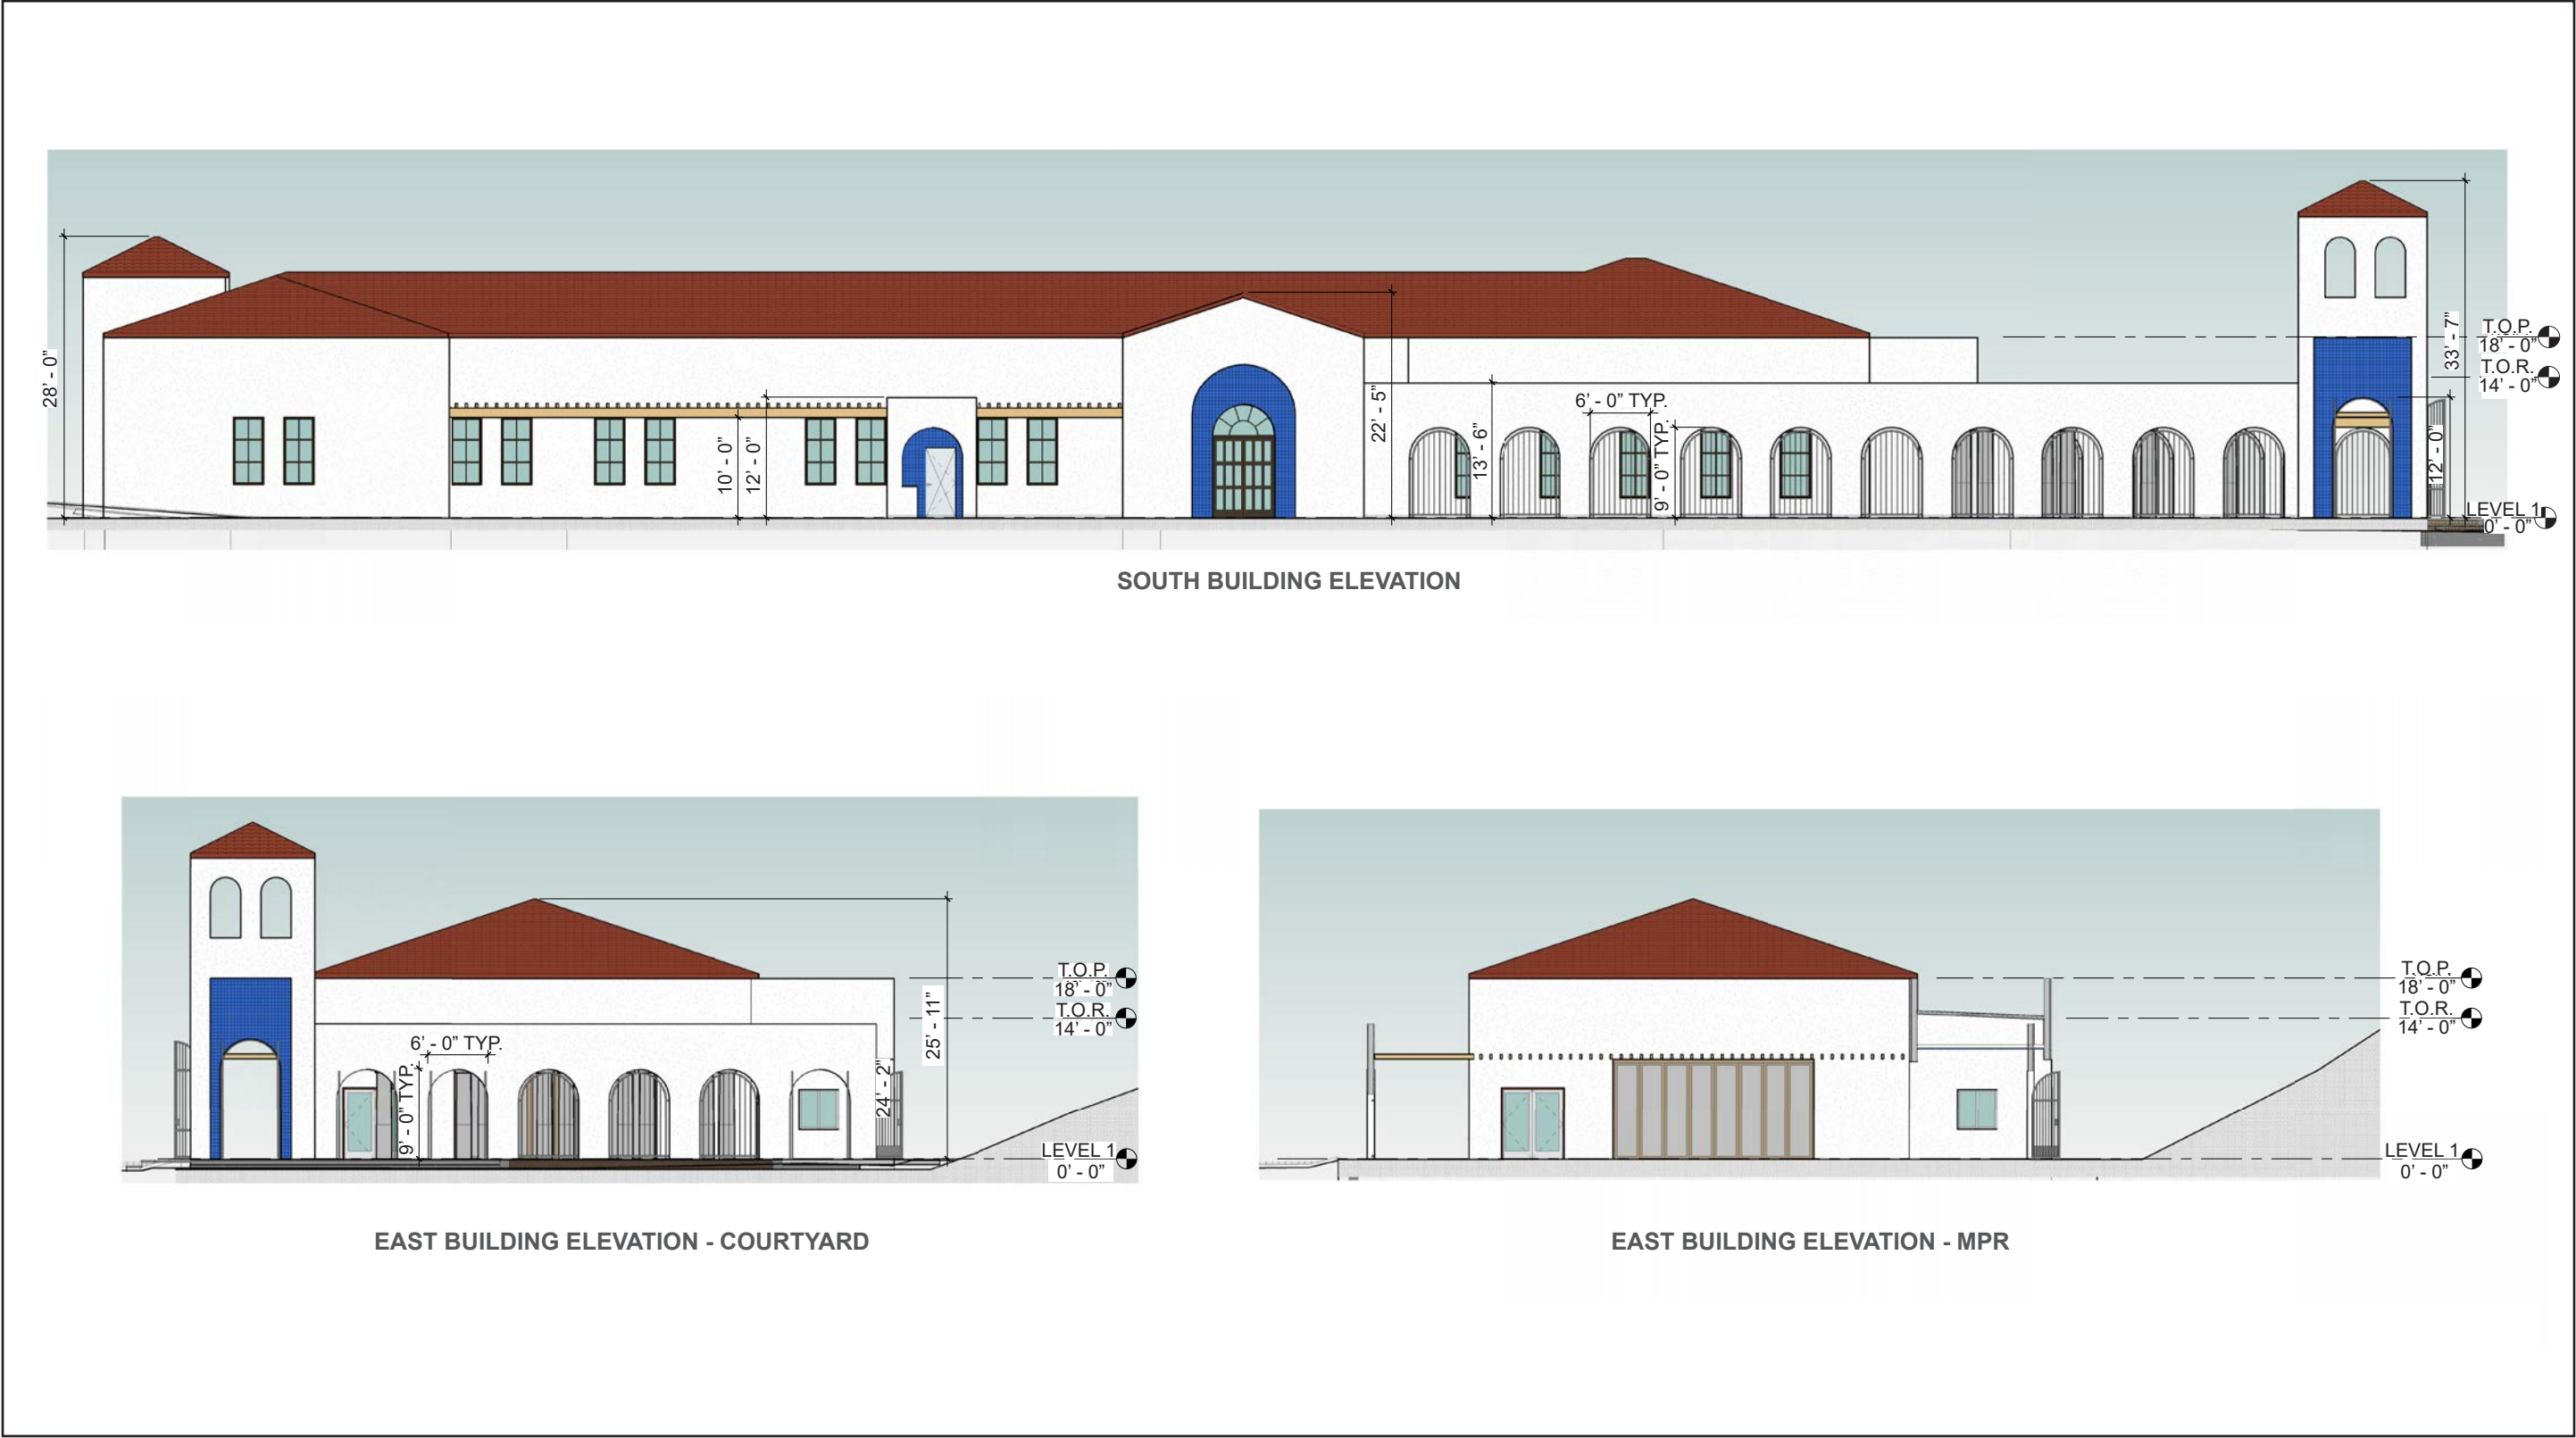 28' - 0"
10' - 0"
12' - 0"
22' - 5"
13' - 6"
6' - 0" TYP.
9' - 0" TYP.
33' - 7"
12' - 0"
T.O.P.
18' - 0"
T.O.R.
14' - 0"
LEVEL 1
0' - 0"
SOUTH BUILDING ELEVATION
6' - 0" TYP.
9' - 0" TYP.
24' - 2"
25' - 11"
T.O.P.
18' - 0"
T.O.R.
14' - 0"
LEVEL 1
0' - 0"
EAST BUILDING ELEVATION - COURTYARD
T.O.P.
18' - 0"
T.O.R.
14' - 0"
LEVEL 1
0' - 0"
EAST BUILDING ELEVATION - MPR